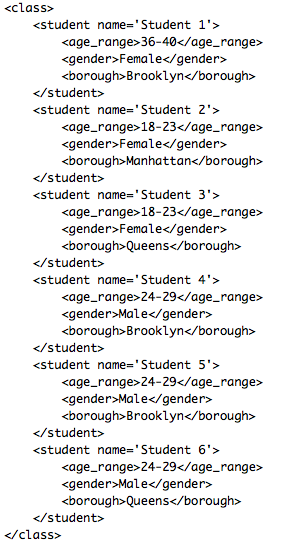 <class>
    <student name='Student 1'>
        <age_range>36-40</age_range>
        <gender>Female</gender>
        <borough>Brooklyn</borough>
    </student>
    <student name='Student 2'>
        <age_range>18-23</age_range>
        <gender>Female</gender>
        <borough>Manhattan</borough>
    </student>
    <student name='Student 3'>
        <age_range>18-23</age_range>
        <gender>Female</gender>
        <borough>Queens</borough>
    </student>
    <student name='Student 4'>
        <age_range>24-29</age_range>
        <gender>Male</gender>
        <borough>Brooklyn</borough>
    </student>
    <student name='Student 5'>
        <age_range>24-29</age_range>
        <gender>Male</gender>
        <borough>Brooklyn</borough>
    </student>
    <student name='Student 6'>
        <age_range>24-29</age_range>
        <gender>Male</gender>
        <borough>Queens</borough>
    </student>
</class>